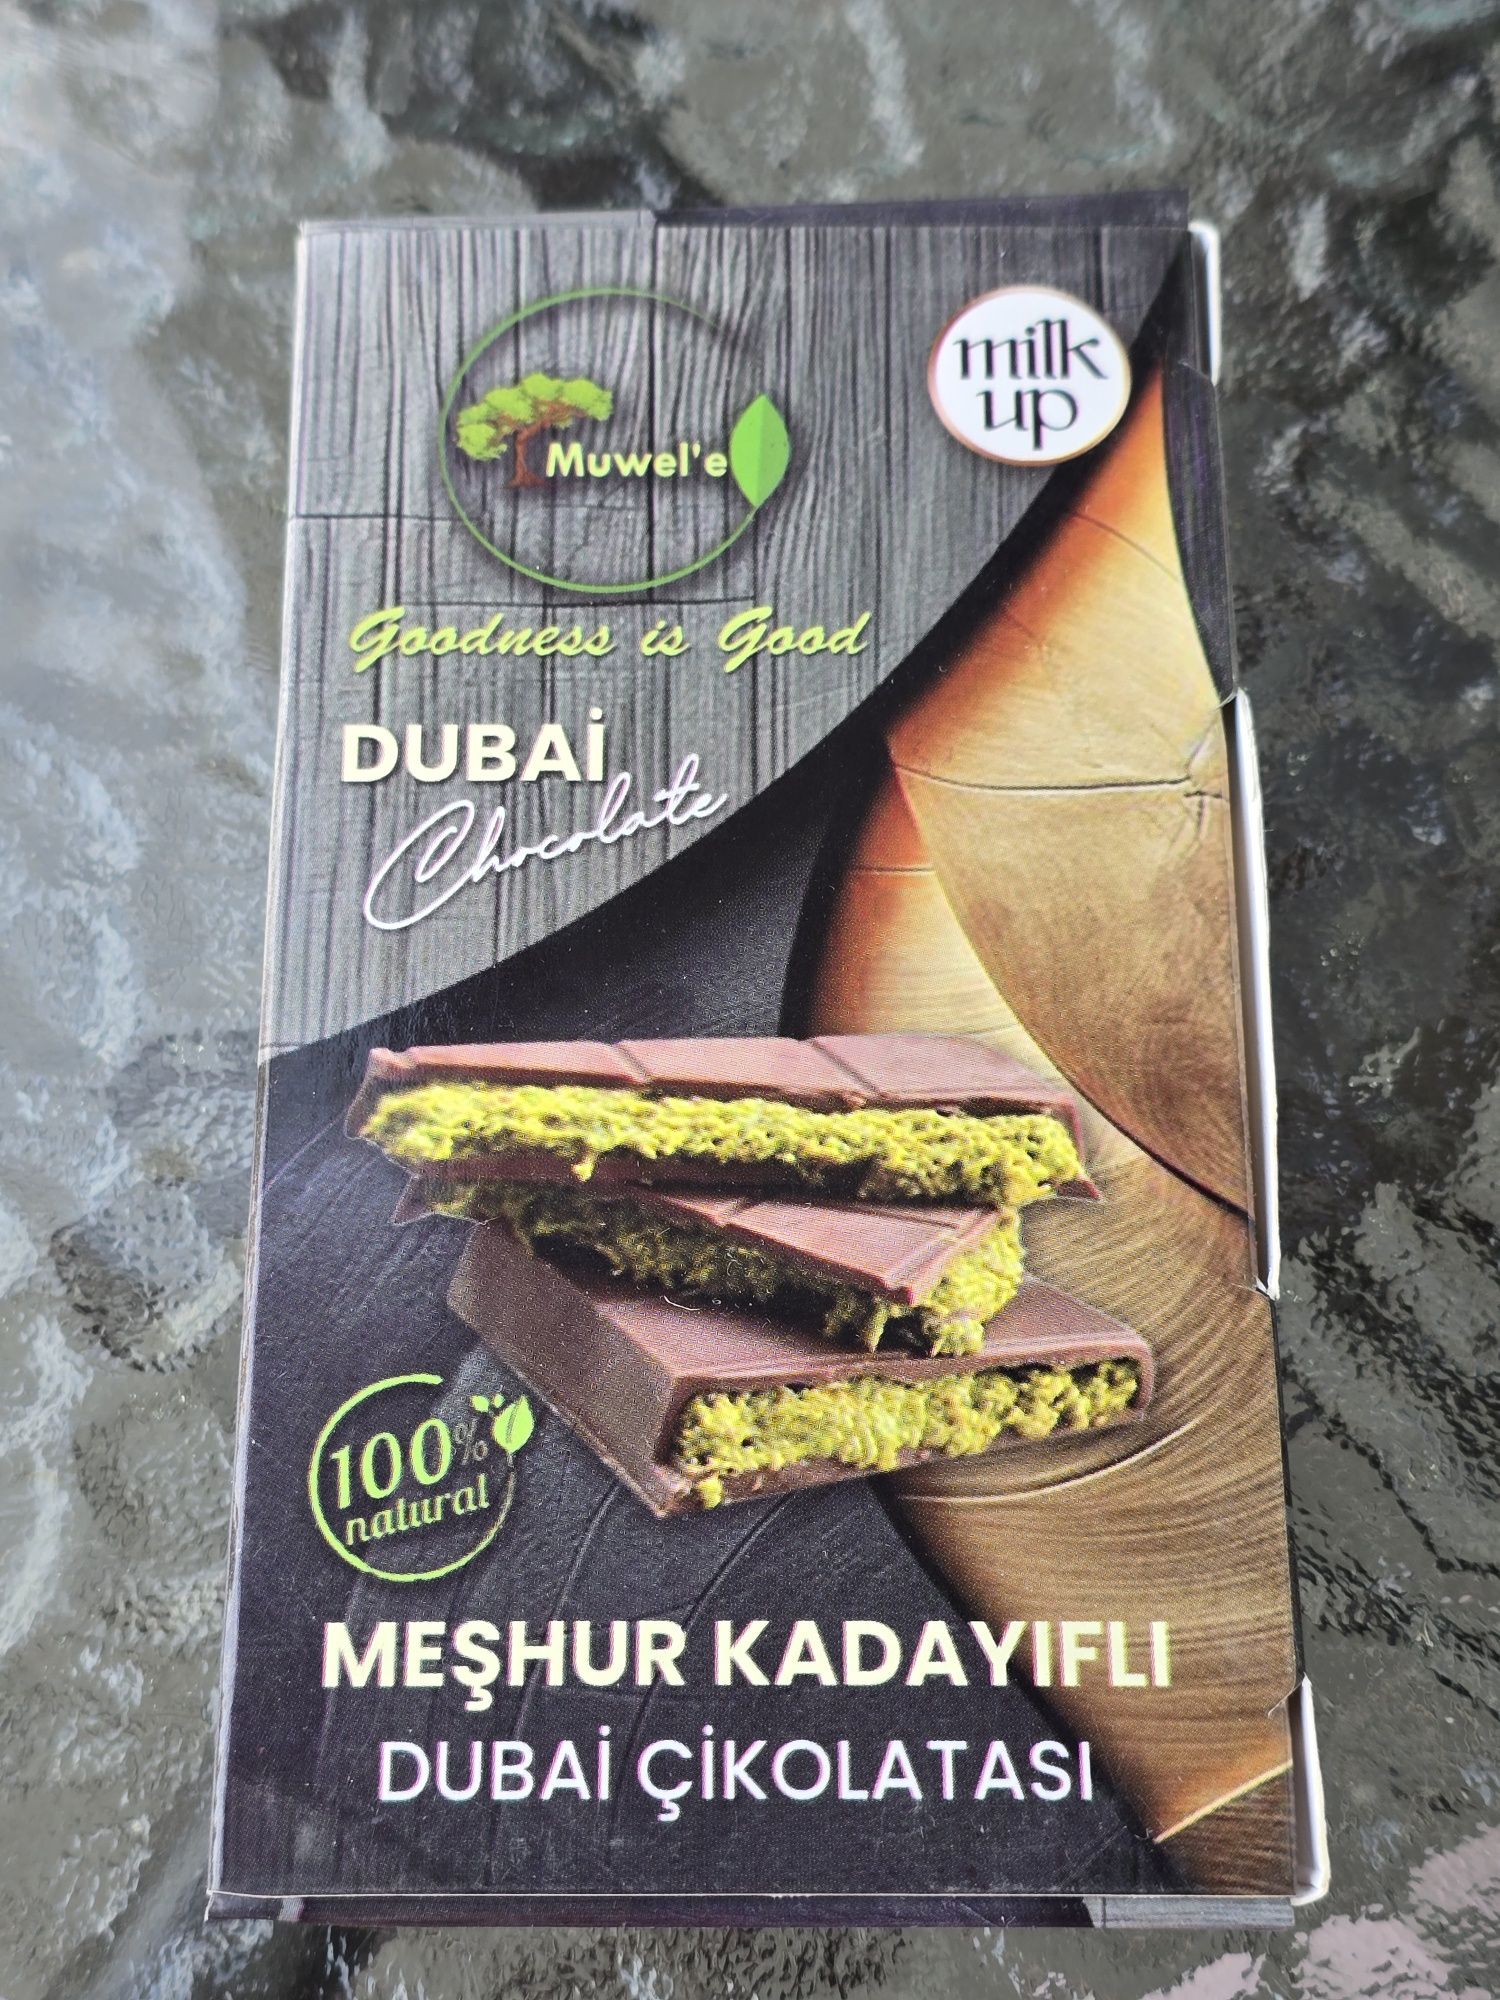 milk
up
Muwel'e
Goodness is Good
DUBAİ
Chocolate
100%
natural
MEŞHUR KADAYIFLI
DUBAİ ÇİKOLATASI